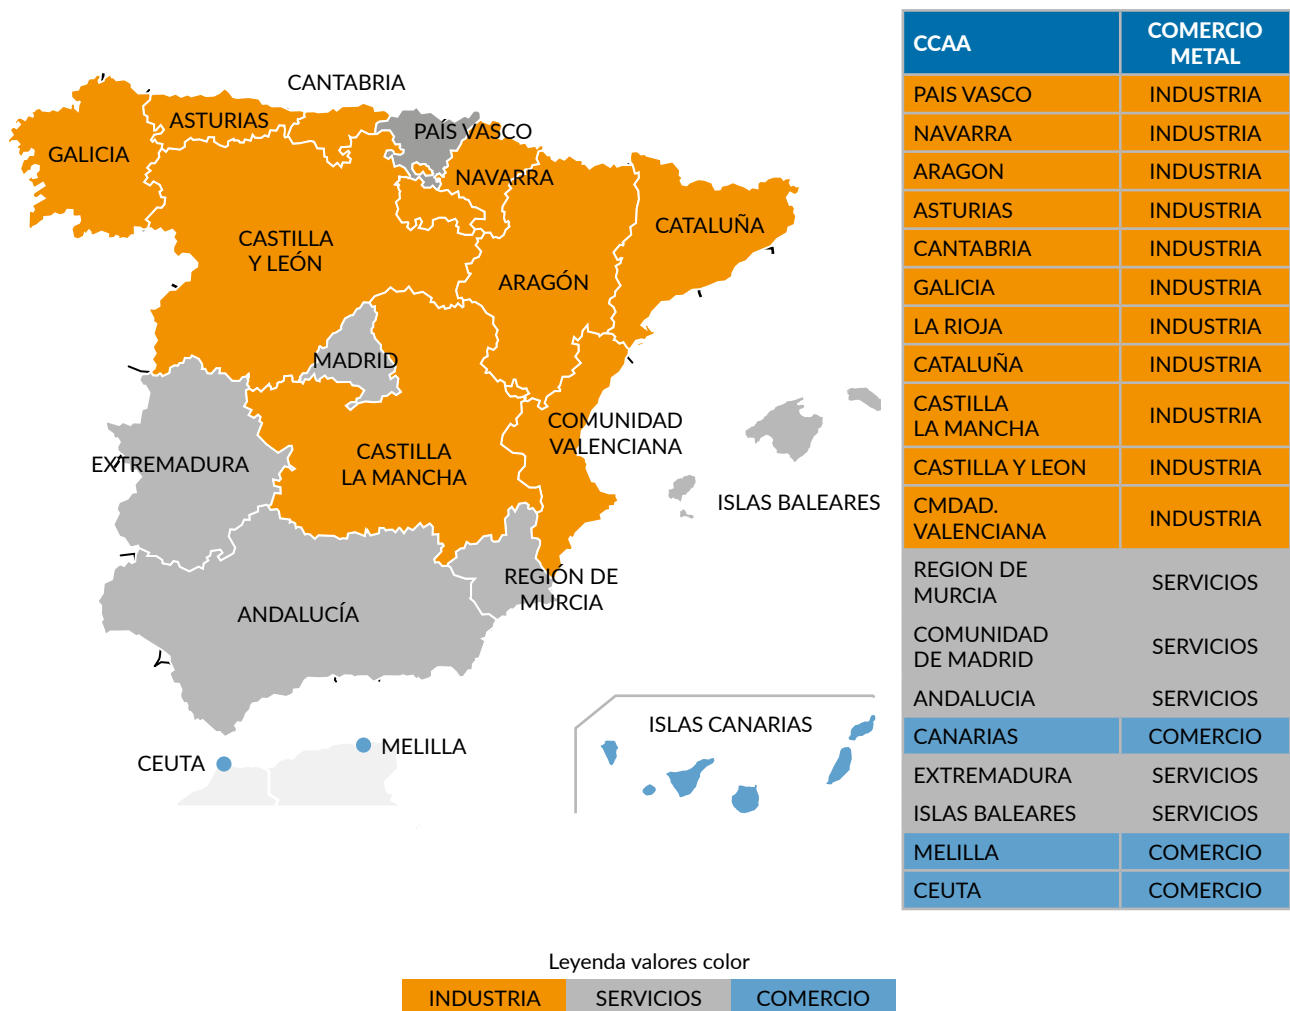 CANTABRIA
ASTURIAS
PAÍS VASCO
GALICIA
NAVARRA
CATALUÑA
CASTILLA
Y LEÓN
ARAGÓN
MADRID
COMUNIDAD
VALENCIANA
EXTREMADURA
CASTILLA
LA MANCHA
ISLAS BALEARES
REGIÓN DE
MURCIA
ANDALUCÍA
ISLAS CANARIAS
MELILLA
CEUTA
CCAA COMERCIO
METAL
PAIS VASCO INDUSTRIA
NAVARRA INDUSTRIA
ARAGON INDUSTRIA
ASTURIAS INDUSTRIA
CANTABRIA INDUSTRIA
GALICIA INDUSTRIA
LA RIOJA INDUSTRIA
CATALUÑA INDUSTRIA
CASTILLA
LA MANCHA INDUSTRIA
CASTILLA Y LEON INDUSTRIA
CMDAD.
VALENCIANA INDUSTRIA
REGION DE
MURCIA SERVICIOS
COMUNIDAD
DE MADRID SERVICIOS
ANDALUCIA SERVICIOS
CANARIAS COMERCIO
EXTREMADURA SERVICIOS
ISLAS BALEARES SERVICIOS
MELILLA COMERCIO
CEUTA COMERCIO
Leyenda valores color
INDUSTRIA SERVICIOS COMERCIO